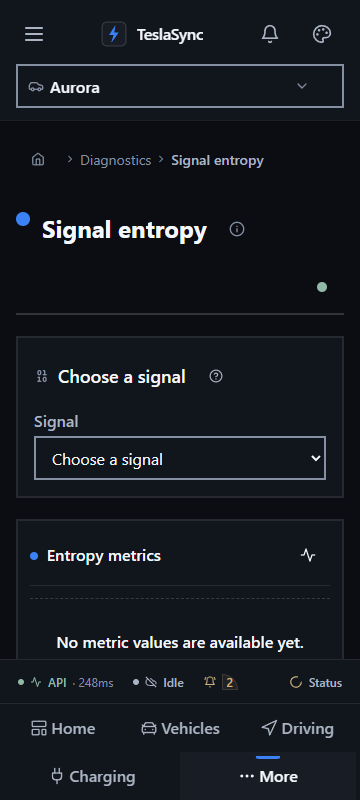 TeslaSync
Aurora
Diagnostics
Signal entropy
Signal entropy
Choose a signal
Signal
Choose a signal
Entropy metrics
No metric values are available yet.
API · 248ms
Idle
2
Status
Home
Vehicles
Driving
Charging
More